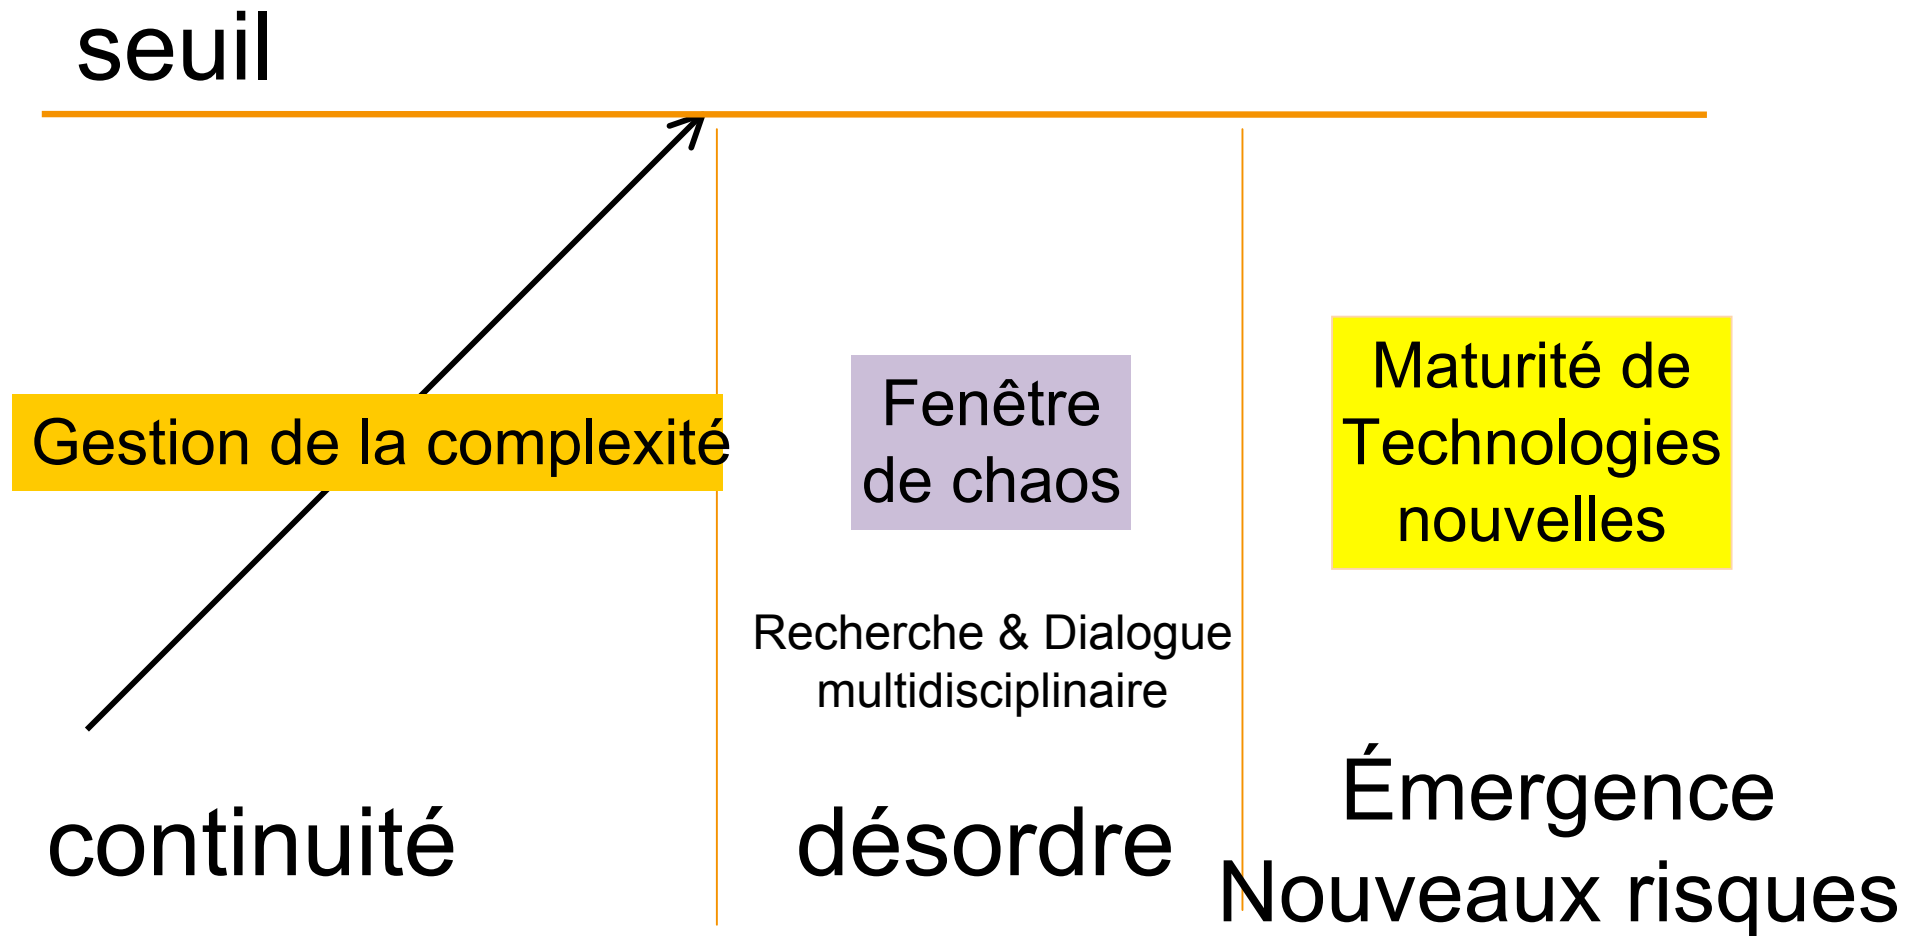 seuil
Gestion de la complexité
Fenêtre
de chaos
Maturité de
Technologies
nouvelles
Recherche & Dialogue
multidisciplinaire
continuité
désordre
Émergence
Nouveaux risques